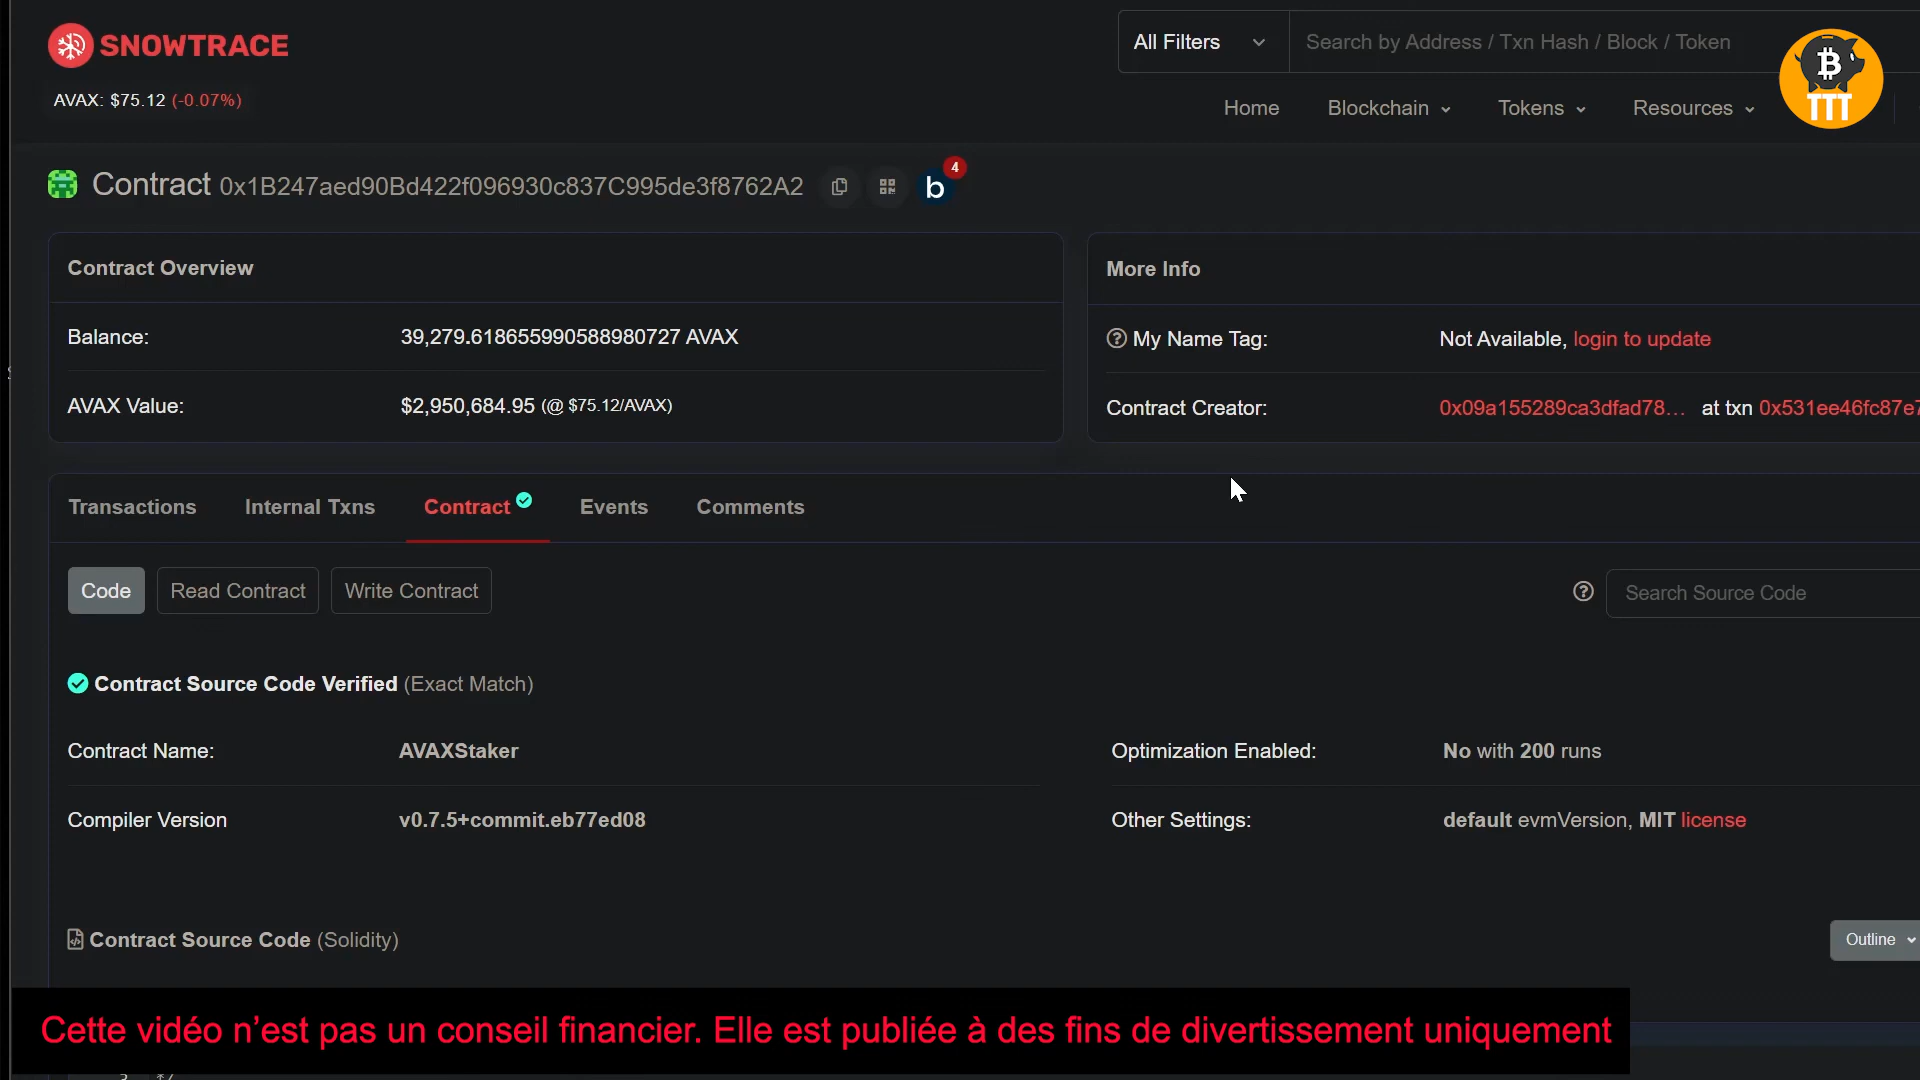 SNOWTRACE
All Filters
Search by Address / Txn Hash / Block / Token
AVAX: $75.12 (-0.07%)
Home
Blockchain
Tokens
Resources
TTT
Contract 0x1B247aed90Bd422f096930c837C995de3f8762A2
b
4
Contract Overview
Balance: 39,279.618655990588980727 AVAX
AVAX Value: $2,950,684.95 (@ $75.12/AVAX)
More Info
My Name Tag: Not Available, login to update
Contract Creator: 0x09a155289ca3dfad78... at txn 0x531ee46fc87e7
Transactions
Internal Txns
Contract
Events
Comments
Code
Read Contract
Write Contract
Search Source Code
Contract Source Code Verified (Exact Match)
Contract Name: AVAXStaker
Optimization Enabled: No with 200 runs
Compiler Version v0.7.5+commit.eb77ed08
Other Settings: default evmVersion, MIT license
Contract Source Code (Solidity)
Outline
Cette vidéo n'est pas un conseil financier. Elle est publiée à des fins de divertissement uniquement